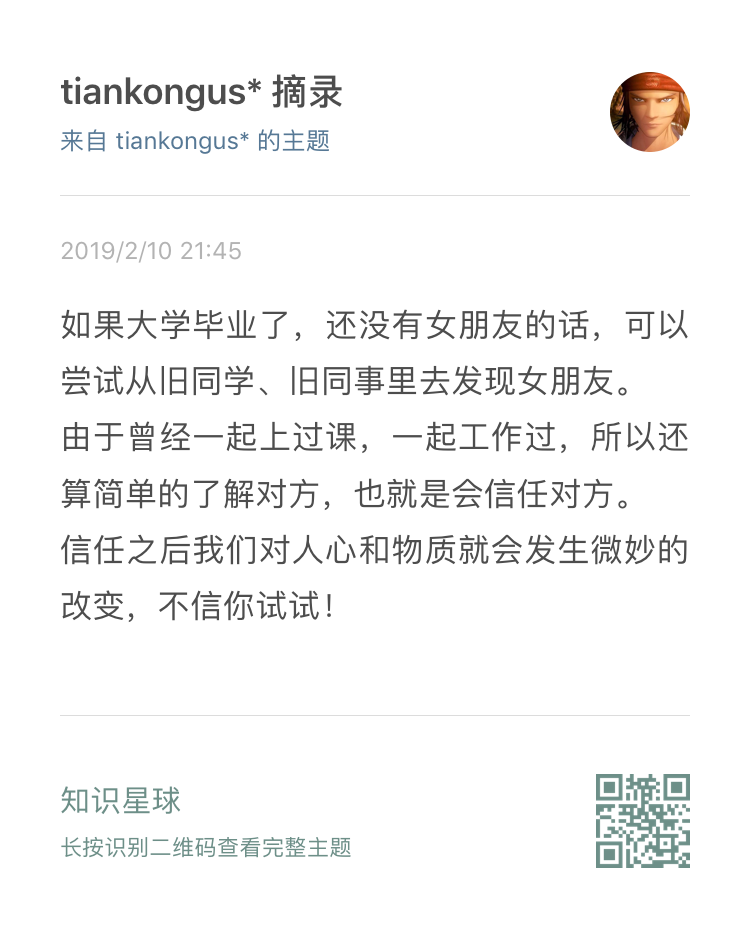 tiankongus* 摘录
来自 tiankongus* 的主题
2019/2/10 21:45
如果大学毕业了，还没有女朋友的话，可以
尝试从旧同学、旧同事里去发现女朋友。
由于曾经一起上过课，一起工作过，所以还
算简单的了解对方，也就是会信任对方。
信任之后我们对人心和物质就会发生微妙的
改变，不信你试试！
知识星球
长按识别二维码查看完整主题